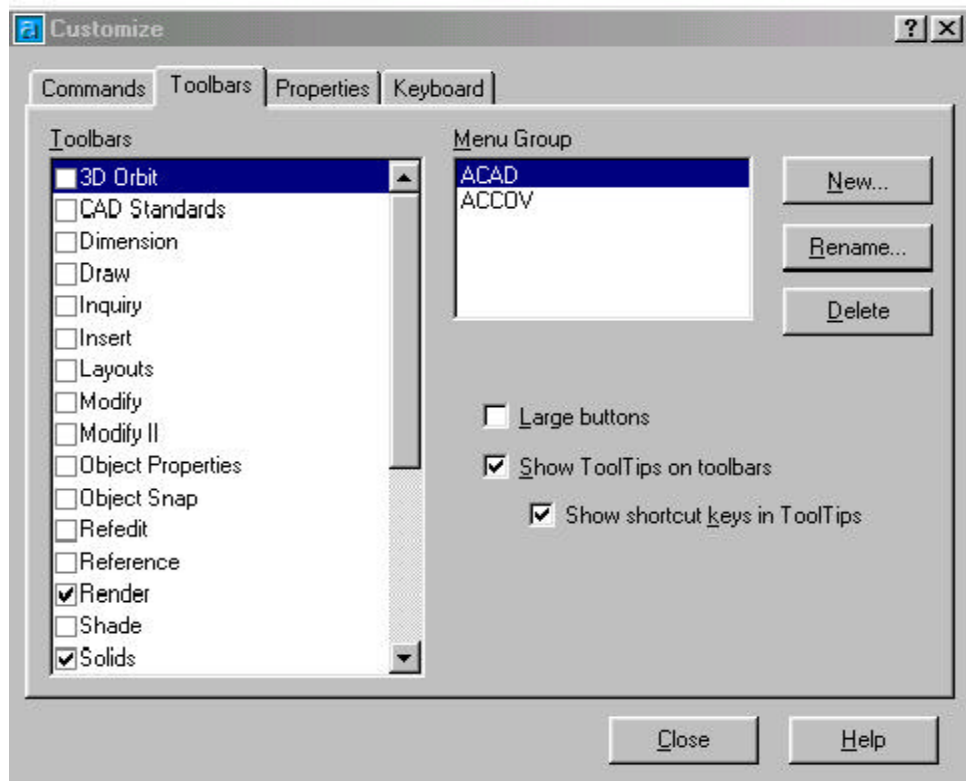 Customize
Commands Toolbars Properties Keyboard
Toolbars
3D Orbit
CAD Standards
Dimension
Draw
Inquiry
Insert
Layouts
Modify
Modify II
Object Properties
Object Snap
Refedit
Reference
Render
Shade
Solids
Menu Group
ACAD
ACCOV
New...
Rename...
Delete
Large buttons
Show ToolTips on toolbars
Show shortcut keys in ToolTips
Close
Help